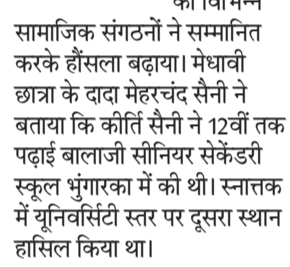 सामाजिक संगठनों ने सम्मानित
करके हौंसला बढ़ाया। मेधावी
छात्रा के दादा मेहरचंद सैनी ने
बताया कि कीर्ति सैनी ने 12वीं तक
पढ़ाई बालाजी सीनियर सेकेंडरी
स्कूल भुंगारका में की थी। स्नात्तक
में यूनिवर्सिटी स्तर पर दूसरा स्थान
हासिल किया था।